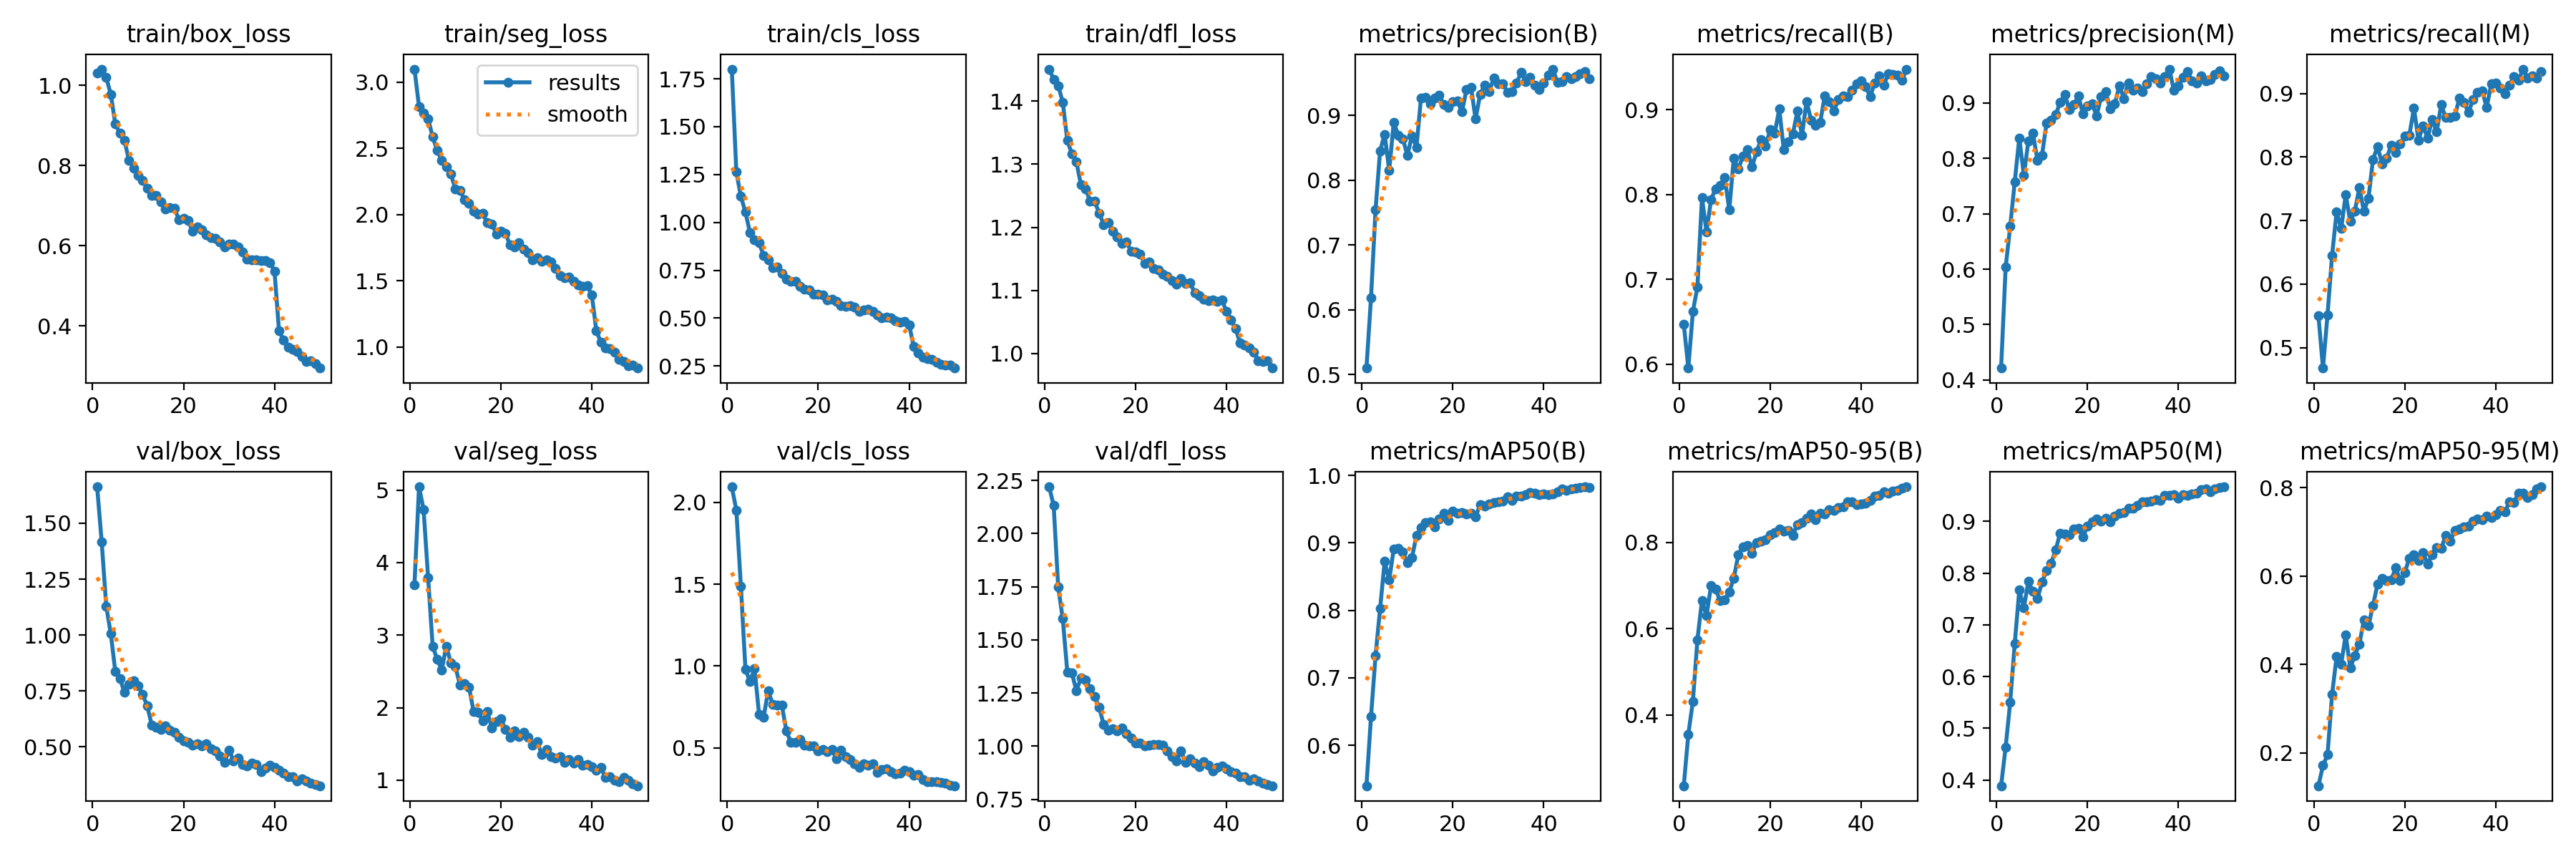 train/box_loss
train/seg_loss
train/cls_loss
train/dfl_loss
metrics/precision(B)
metrics/recall(B)
metrics/precision(M)
metrics/recall(M)
results
smooth
1.0
0.8
0.6
0.4
0 20 40
3.0
2.5
2.0
1.5
1.0
0 20 40
1.75
1.50
1.25
1.00
0.75
0.50
0.25
0 20 40
1.4
1.3
1.2
1.1
1.0
0 20 40
0.9
0.8
0.7
0.6
0.5
0 20 40
0.9
0.8
0.7
0.6
0 20 40
0.9
0.8
0.7
0.6
0.5
0.4
0 20 40
0.9
0.8
0.7
0.6
0.5
0 20 40
val/box_loss
val/seg_loss
val/cls_loss
val/dfl_loss
metrics/mAP50(B)
metrics/mAP50-95(B)
metrics/mAP50(M)
metrics/mAP50-95(M)
1.50
1.25
1.00
0.75
0.50
0 20 40
5
4
3
2
1
0 20 40
2.0
1.5
1.0
0.5
0 20 40
2.25
2.00
1.75
1.50
1.25
1.00
0.75
0 20 40
1.0
0.9
0.8
0.7
0.6
0 20 40
0.8
0.6
0.4
0 20 40
0.9
0.8
0.7
0.6
0.5
0.4
0 20 40
0.8
0.6
0.4
0.2
0 20 40